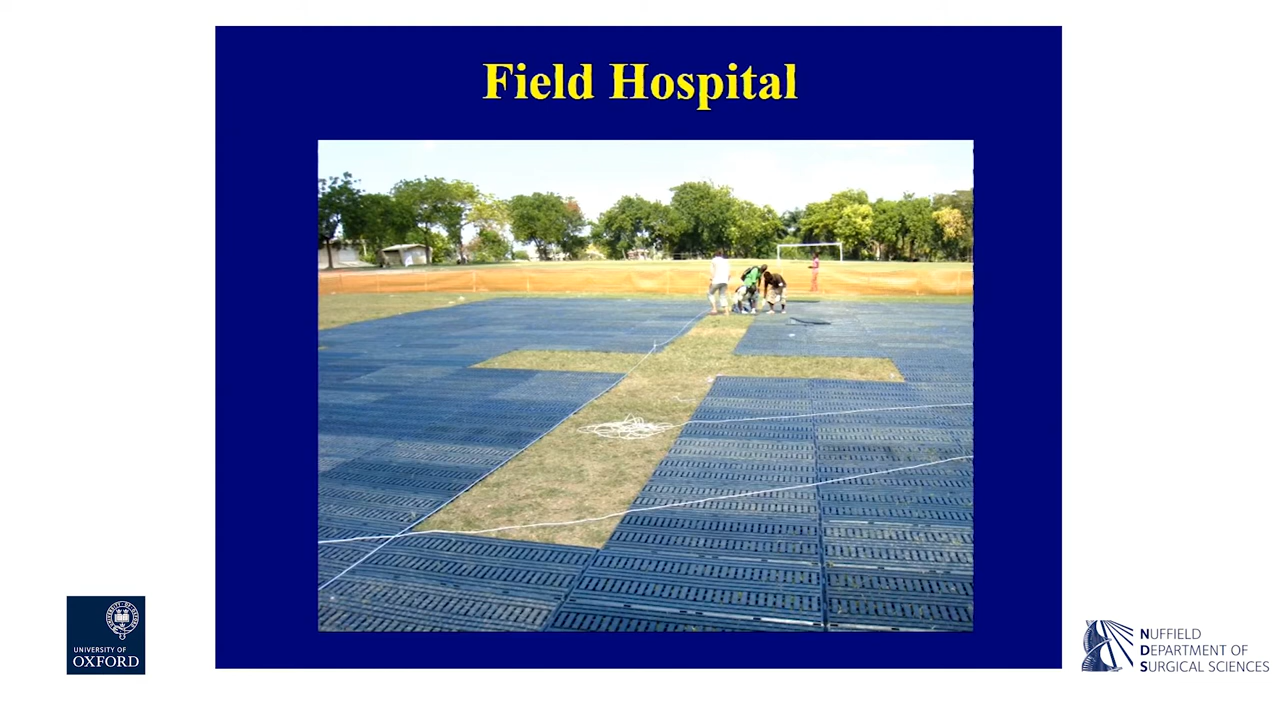 Field Hospital
UNIVERSITY OF
OXFORD
NUFFIELD
DEPARTMENT OF
SURGICAL SCIENCES